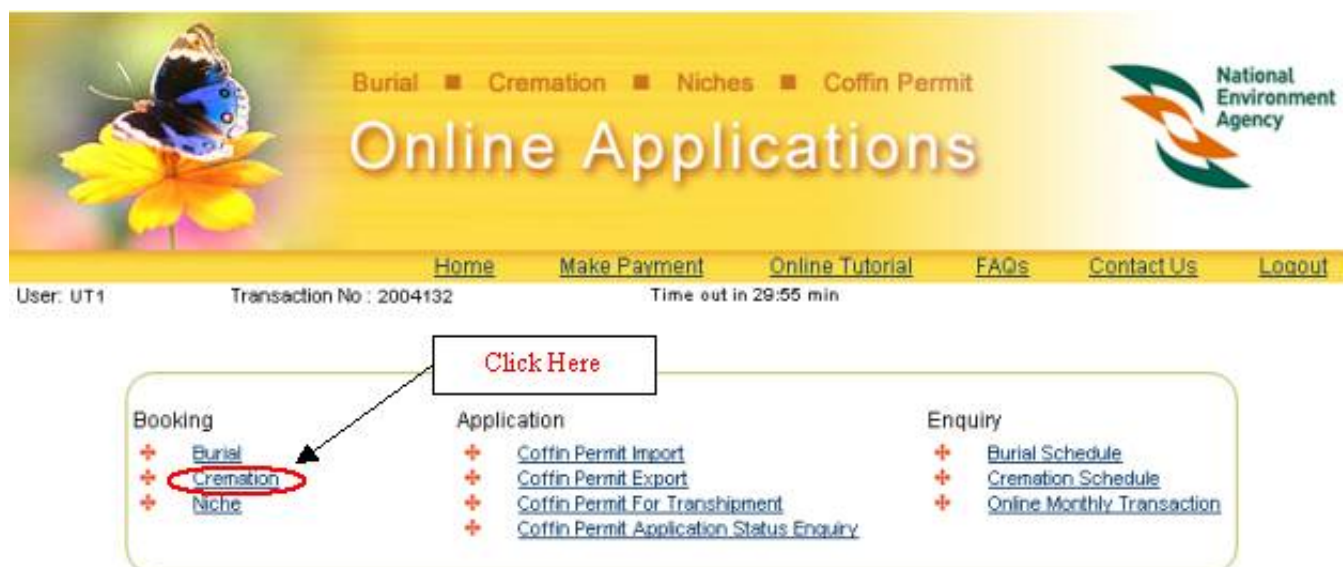 Burial ■ Cremation ■ Niches ■ Coffin Permit
Online Applications
National
Environment
Agency
Home Make Payment Online Tutorial FAQs Contact Us Logout
User: UT1 Transaction No : 2004132 Time out in 29:55 min
Click Here
Booking
Burial
Cremation
Niche
Application
Coffin Permit Import
Coffin Permit Export
Coffin Permit For Transhipment
Coffin Permit Application Status Enquiry
Enquiry
Burial Schedule
Cremation Schedule
Online Monthly Transaction